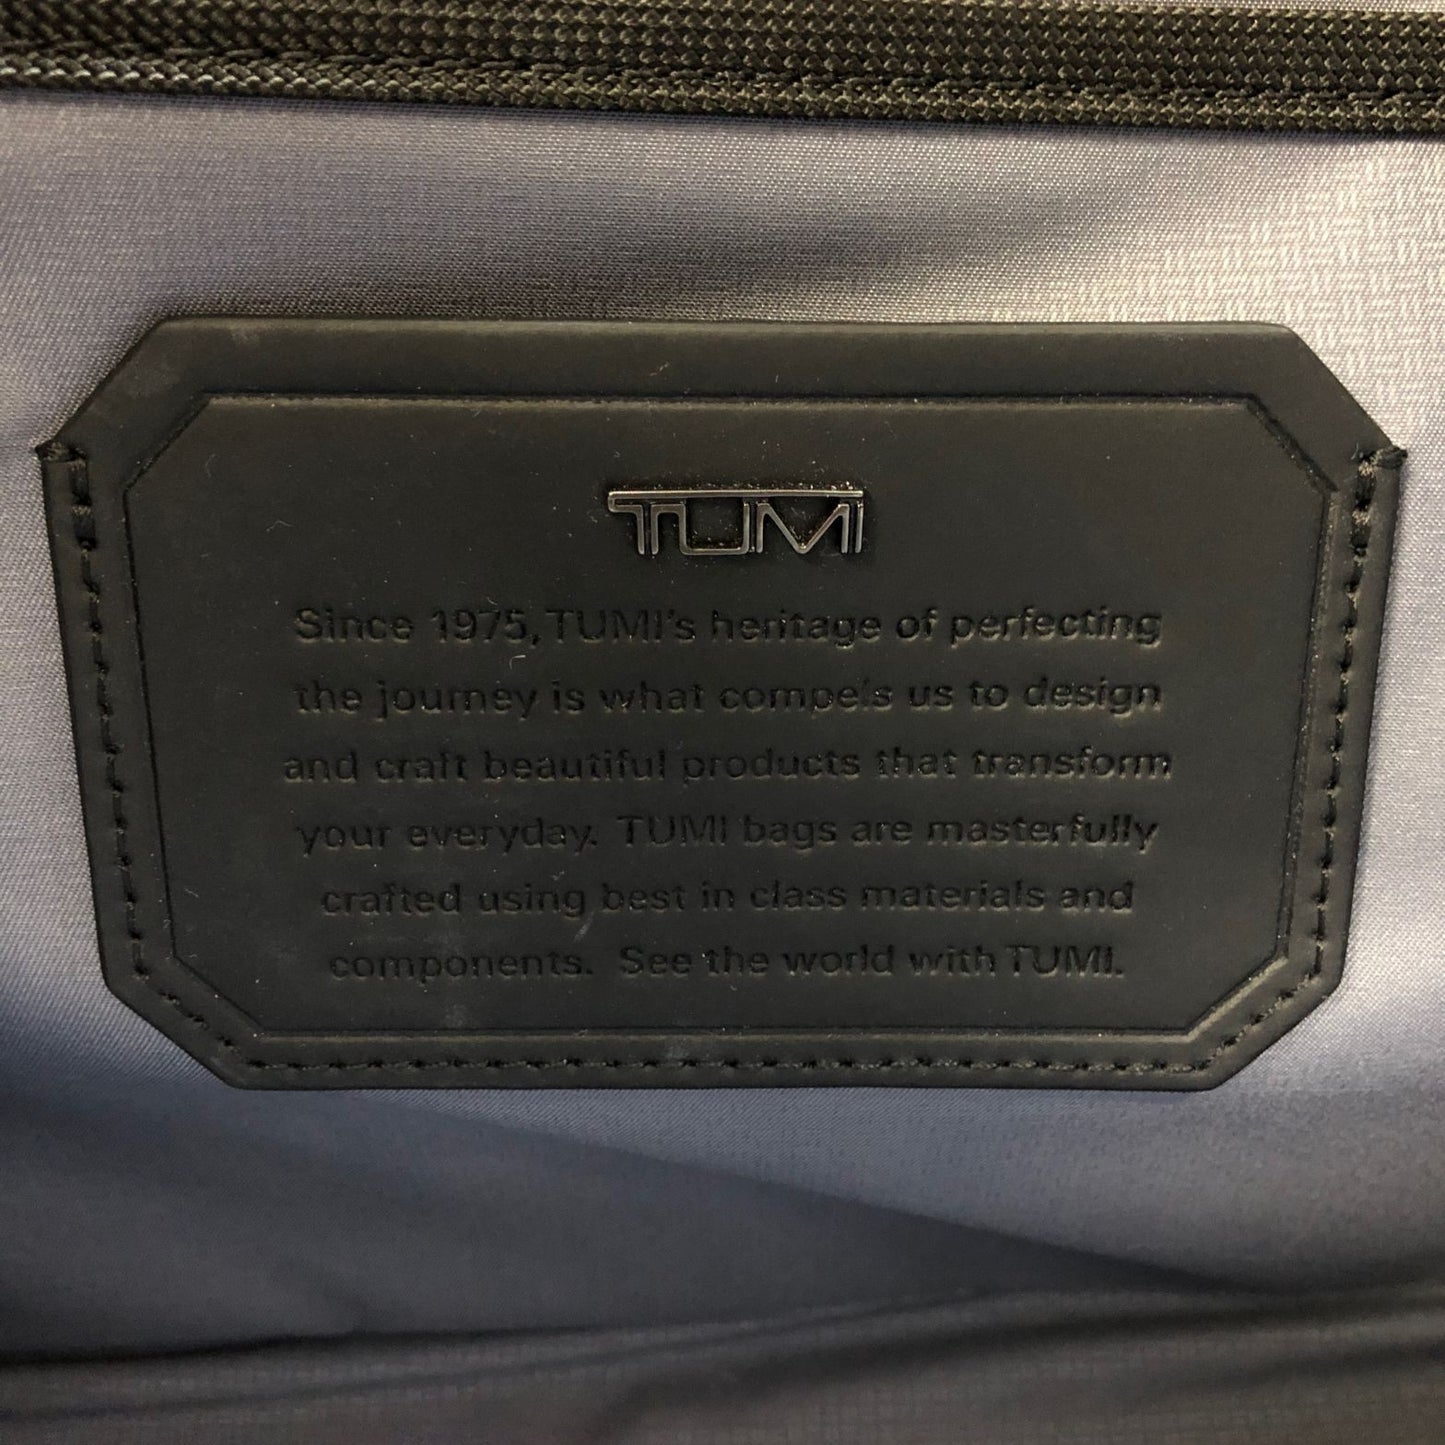 TUMI
Since 1975, TUMI's heritage of perfecting
the journey is what compels us to design
and craft beautiful products that transform
your everyday. TUMI bags are masterfully
crafted using best in class materials and
components. See the world with TUMI.